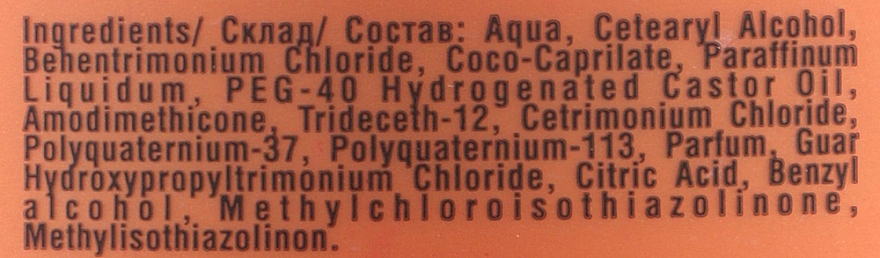 Ingredients/ Склад/ Состав: Aqua, Cetearyl Alcohol,
Behentrimonium Chloride, Coco-Caprilate, Paraffinum
Liquidum, PEG-40 Hydrogenated Castor Oil,
Amodimethicone, Trideceth-12, Cetrimonium Chloride,
Polyquaternium-37, Polyquaternium-113, Parfum, Guar
Hydroxypropyltrimonium Chloride, Citric Acid, Benzyl
alcohol, Methylchloroisothiazolinone,
Methylisothiazolinon.